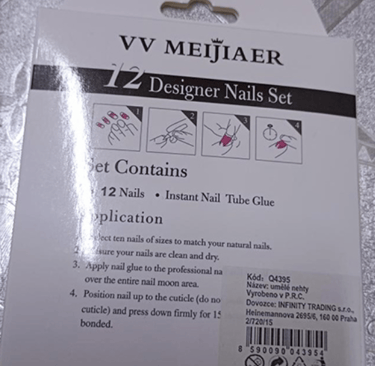 VV MEIJIAER
12 Designer Nails Set
1 2 3 4
Set Contains
12 Nails • Instant Nail Tube Glue
Application
ten nails of sizes to match your natural nails.
your nails are clean and dry.
3. Apply nail glue to the professional na
over the entire nail moon area.
4. Position nail up to the cuticle (do no
cuticle) and press down firmly for 15
bonded.
Kód: Q4395
Název: umělé nehty
Vyrobeno v P.R.C.
Dovozce: INFINITY TRADING s.r.o.,
Heinemannova 2695/6, 160 00 Praha
2/720/15
8 590090 043954